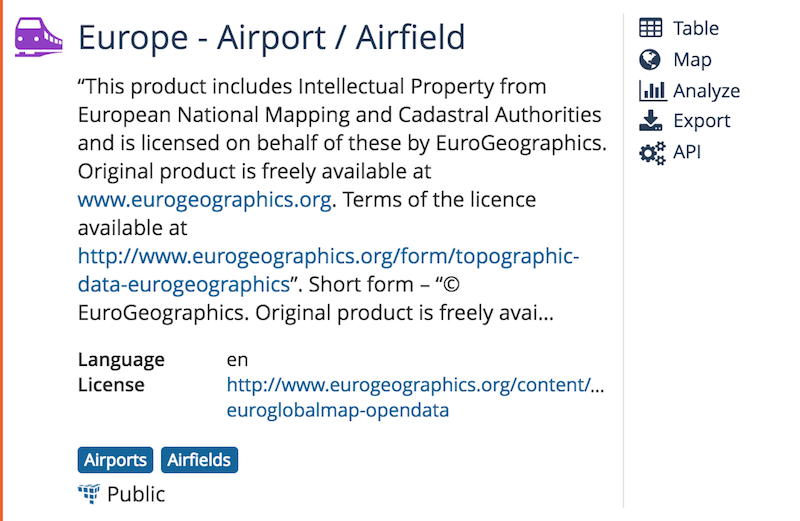 Europe - Airport / Airfield
“This product includes Intellectual Property from
European National Mapping and Cadastral Authorities
and is licensed on behalf of these by EuroGeographics.
Original product is freely available at
www.eurogeographics.org. Terms of the licence
available at
http://www.eurogeographics.org/form/topographic-
data-eurogeographics”. Short form – “©
EuroGeographics. Original product is freely avai...
Language en
License http://www.eurogeographics.org/content/...
euroglobalmap-opendata
Airports Airfields
Public
Table
Map
Analyze
Export
API